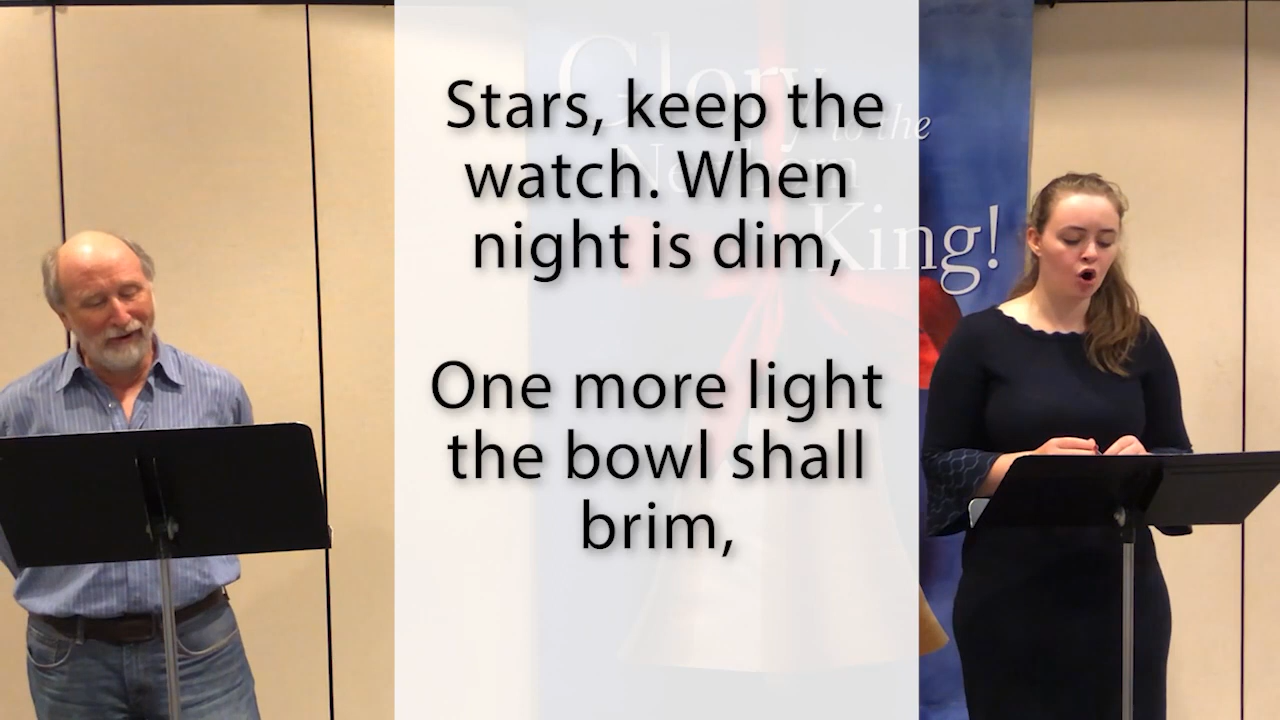 Stars, keep the
watch. When
night is dim,
One more light
the bowl shall
brim,
Glory
to the
Newborn
King!